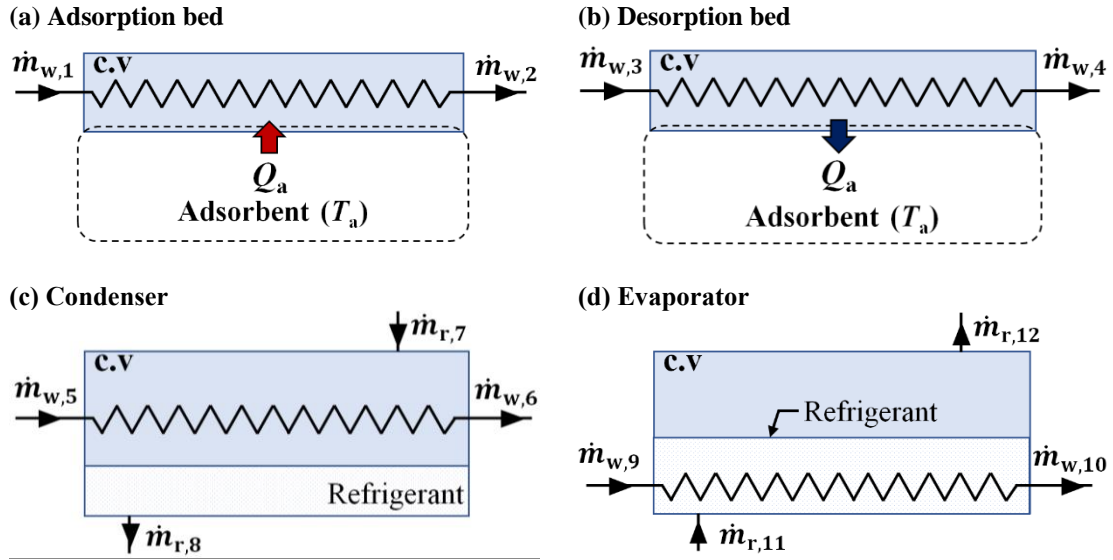 (a) Adsorption bed
c.v
ṁw,1
ṁw,2
Qa
Adsorbent (Ta)
(b) Desorption bed
c.v
ṁw,3
ṁw,4
Qa
Adsorbent (Ta)
(c) Condenser
ṁr,7
c.v
ṁw,5
ṁw,6
Refrigerant
ṁr,8
(d) Evaporator
ṁr,12
c.v
Refrigerant
ṁw,9
ṁw,10
ṁr,11